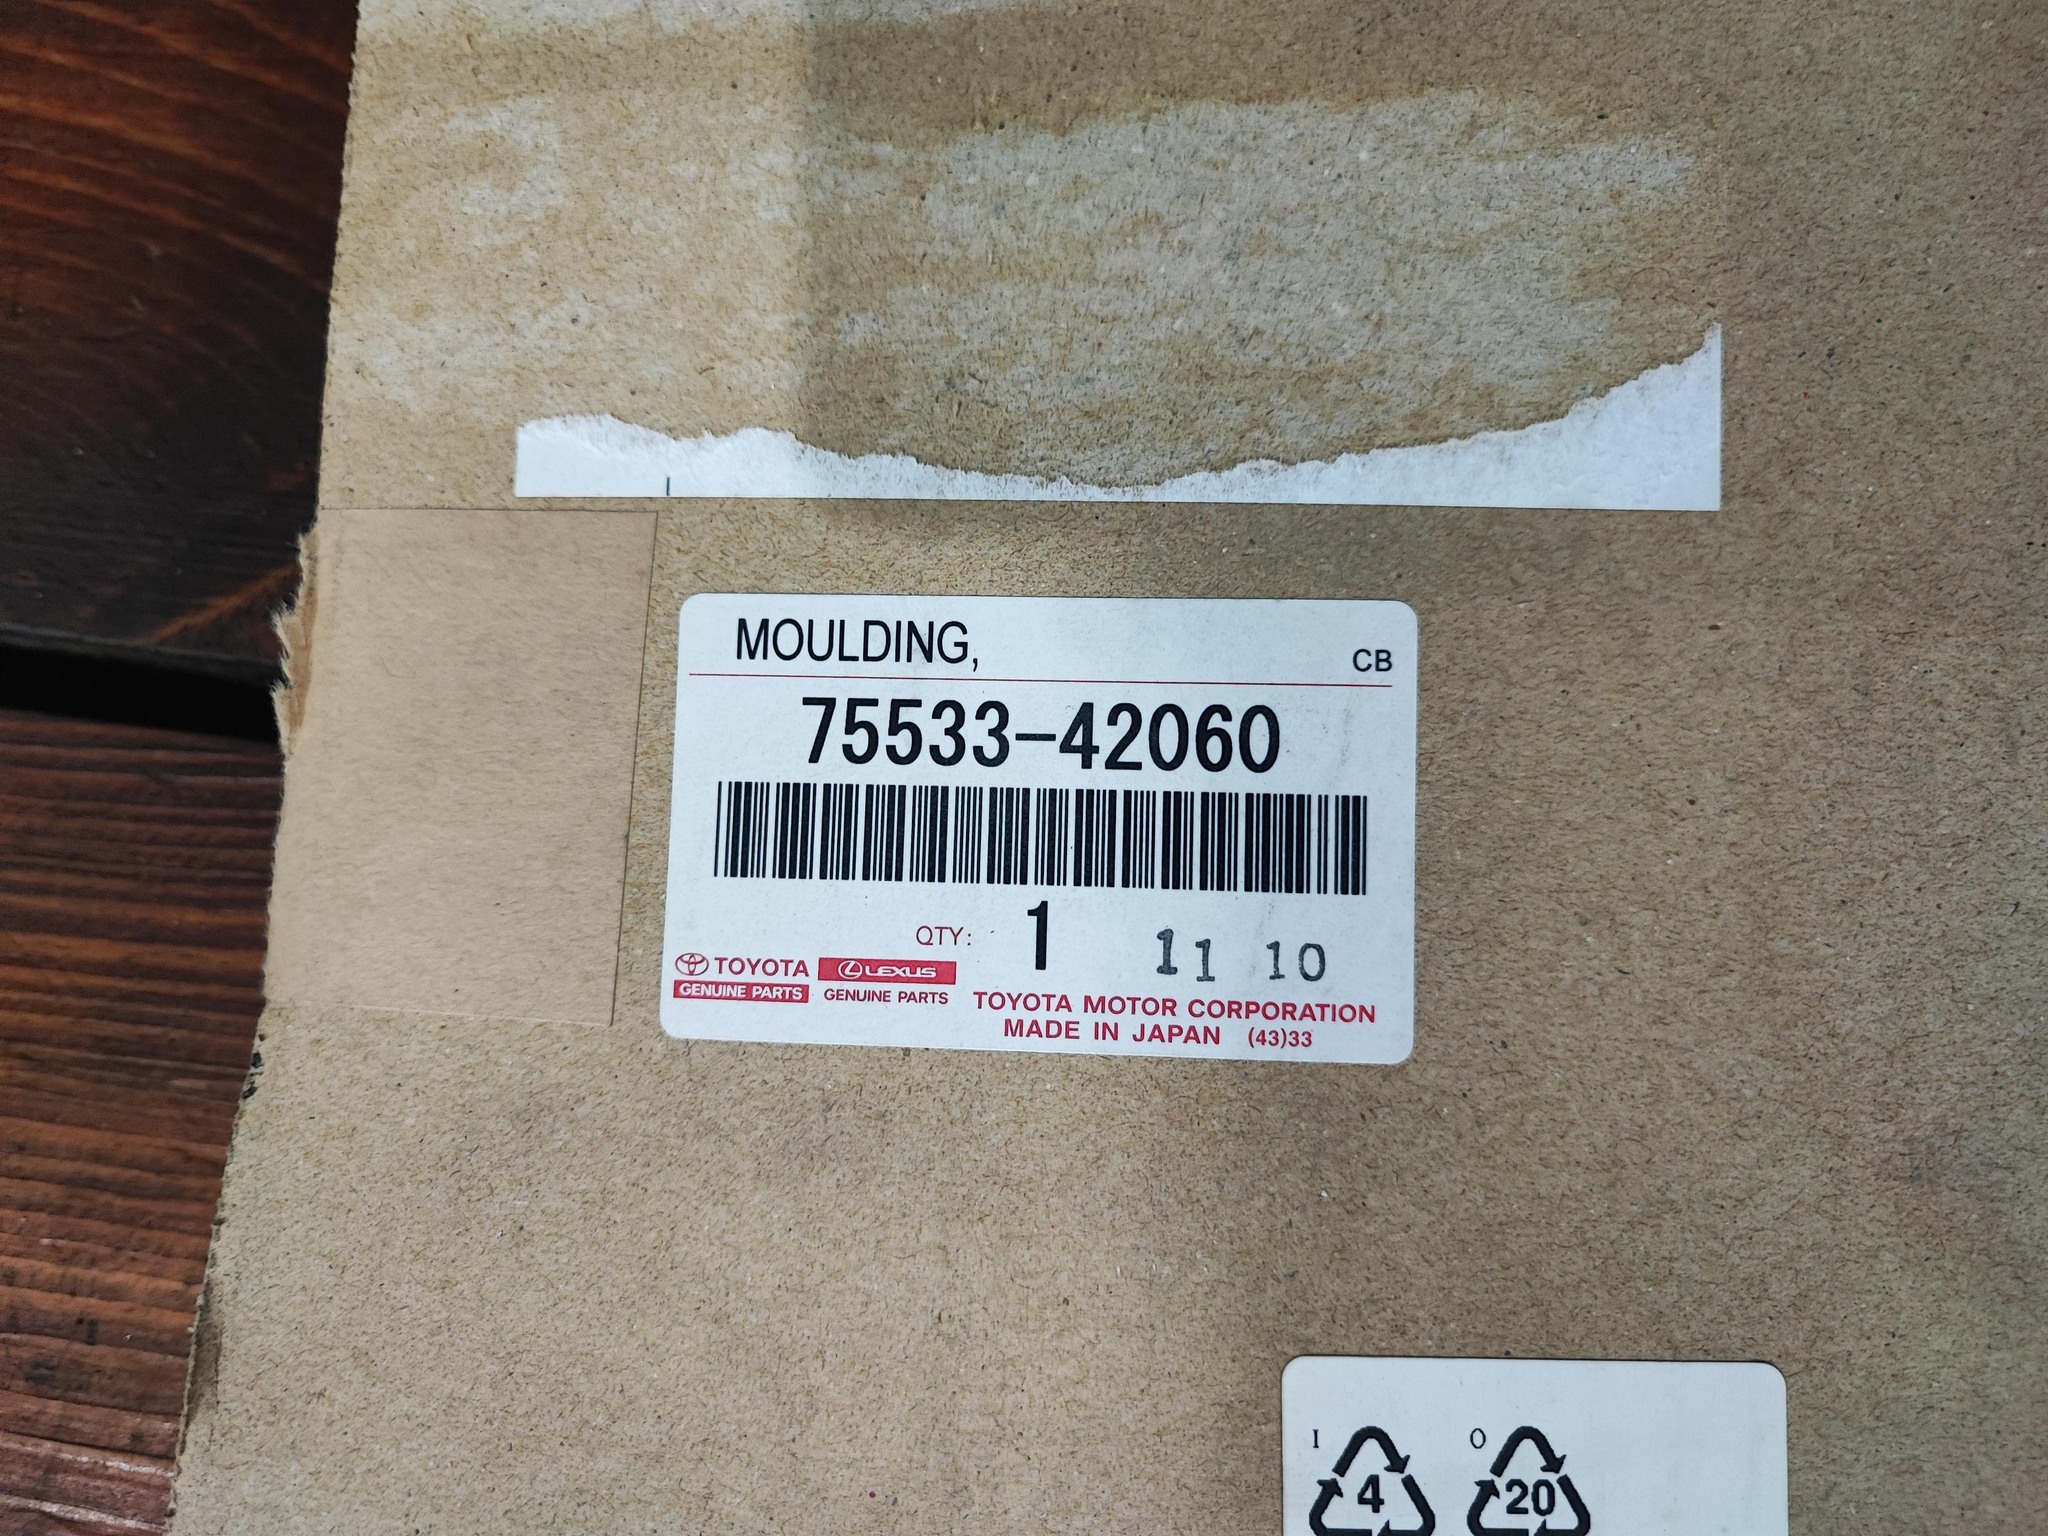 MOULDING,
CB
75533-42060
QTY: 1 11 10
TOYOTA
GENUINE PARTS
LEXUS
GENUINE PARTS
TOYOTA MOTOR CORPORATION
MADE IN JAPAN (43)33
I O
4 20